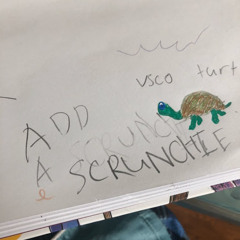 vsco turt
ADD
A SCRUNCHIE
e